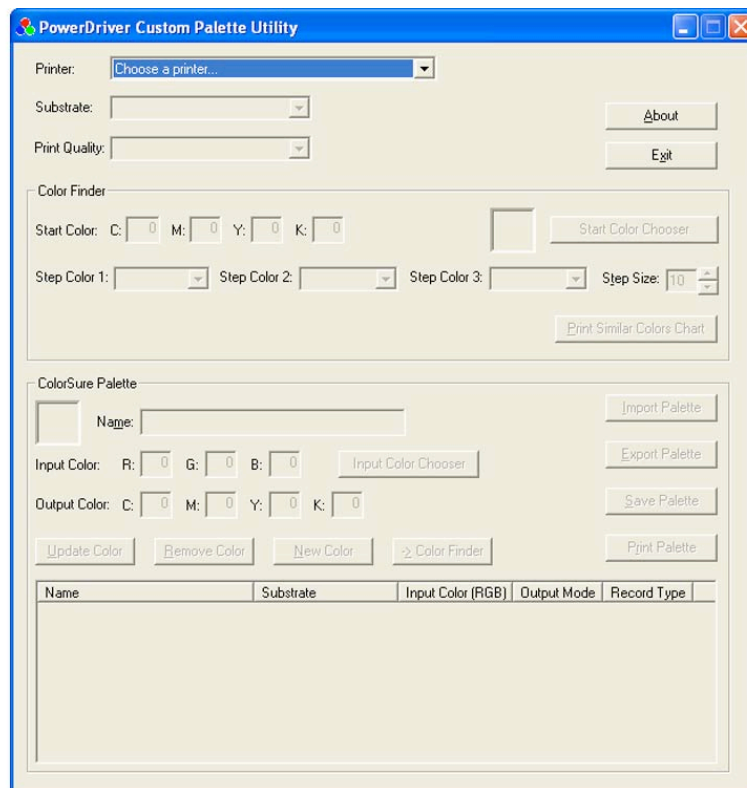 PowerDriver Custom Palette Utility
Printer: Choose a printer...
Substrate:
About
Print Quality:
Exit
Color Finder
Start Color: C: 0 M: 0 Y: 0 K: 0 Start Color Chooser
Step Color 1: Step Color 2: Step Color 3: Step Size: 10
Print Similar Colors Chart
ColorSure Palette
Import Palette
Name:
Export Palette
Input Color: R: 0 G: 0 B: 0 Input Color Chooser
Output Color: C: 0 M: 0 Y: 0 K: 0 Save Palette
Update Color Remove Color New Color -> Color Finder Print Palette
Name Substrate Input Color (RGB) Output Mode Record Type